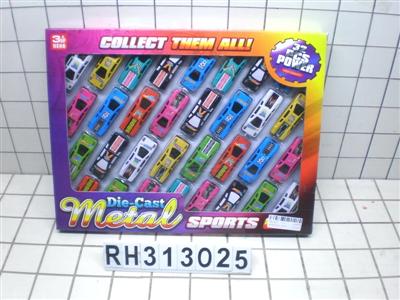 3+
COLLECT THEM ALL!
POWER
Die-Cast
Metal
SPORTS
RH313025